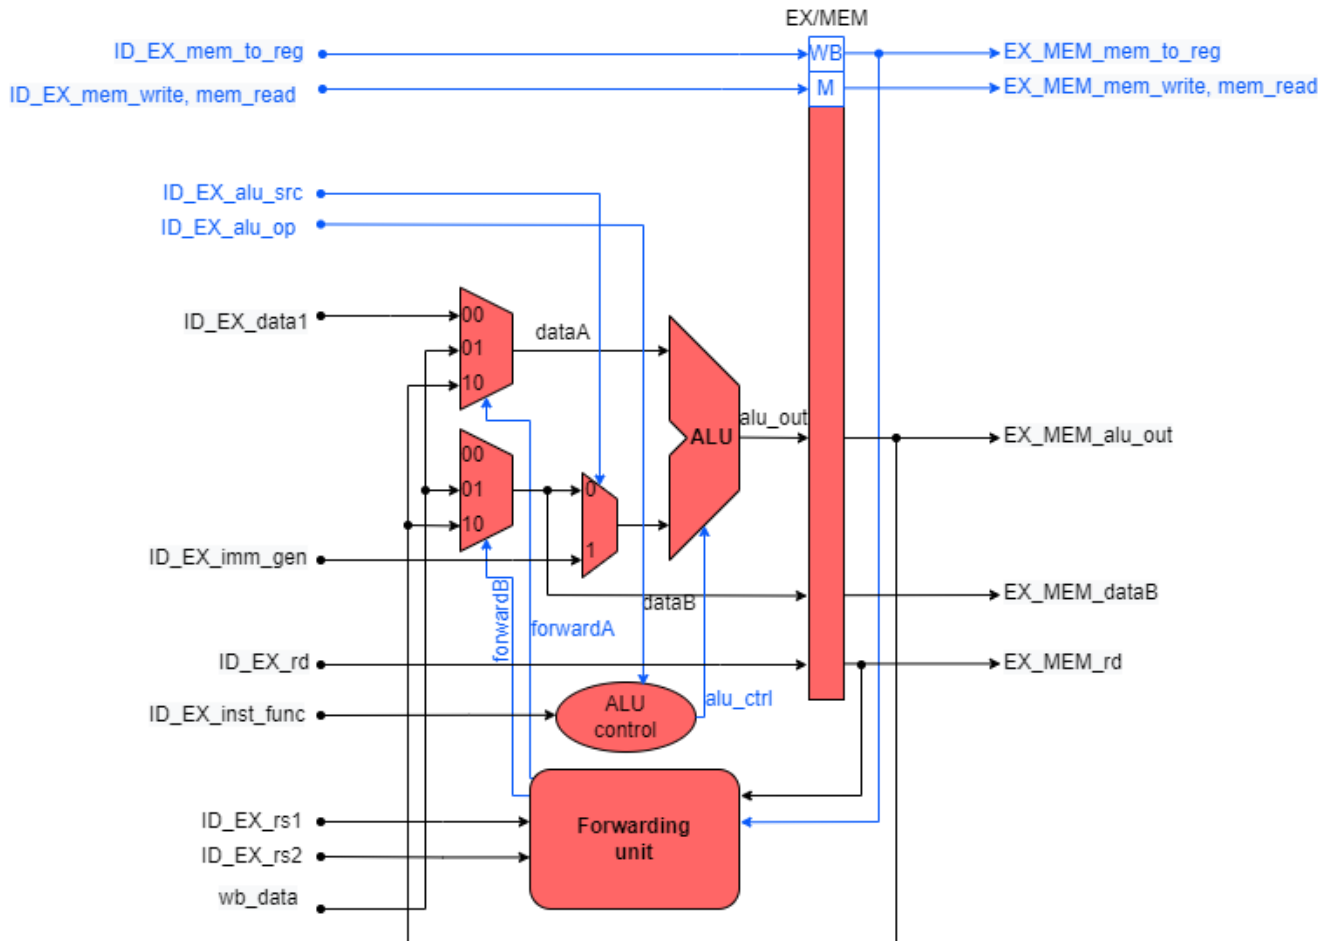 EX/MEM
ID_EX_mem_to_reg
WB
EX_MEM_mem_to_reg
ID_EX_mem_write, mem_read
M
EX_MEM_mem_write, mem_read
ID_EX_alu_src
ID_EX_alu_op
ID_EX_data1
00
01
10
dataA
alu_out
ALU
EX_MEM_alu_out
00
01
10
0
1
ID_EX_imm_gen
dataB
EX_MEM_dataB
forwardB
forwardA
ID_EX_rd
EX_MEM_rd
ID_EX_inst_func
ALU
control
alu_ctrl
ID_EX_rs1
ID_EX_rs2
Forwarding
unit
wb_data